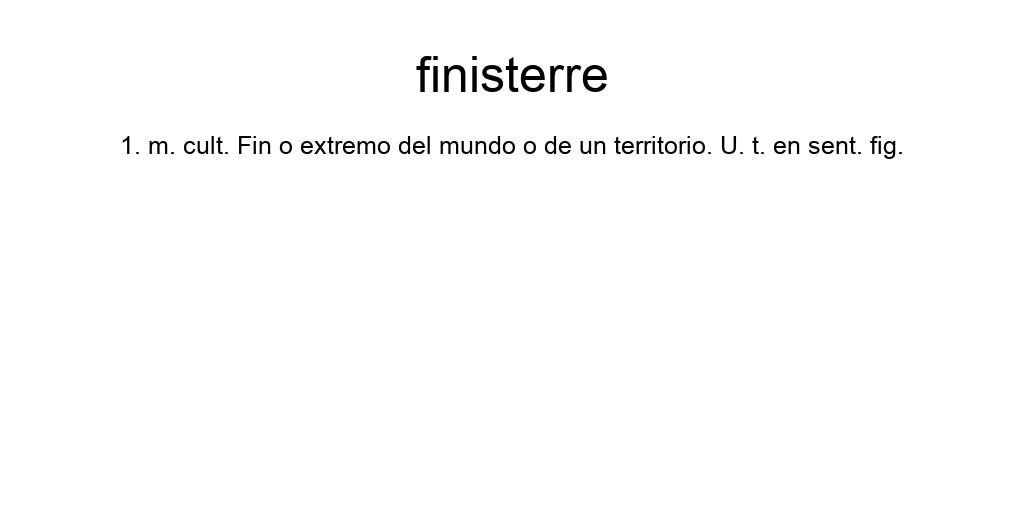 finisterre
1. m. cult. Fin o extremo del mundo o de un territorio. U. t. en sent. fig.